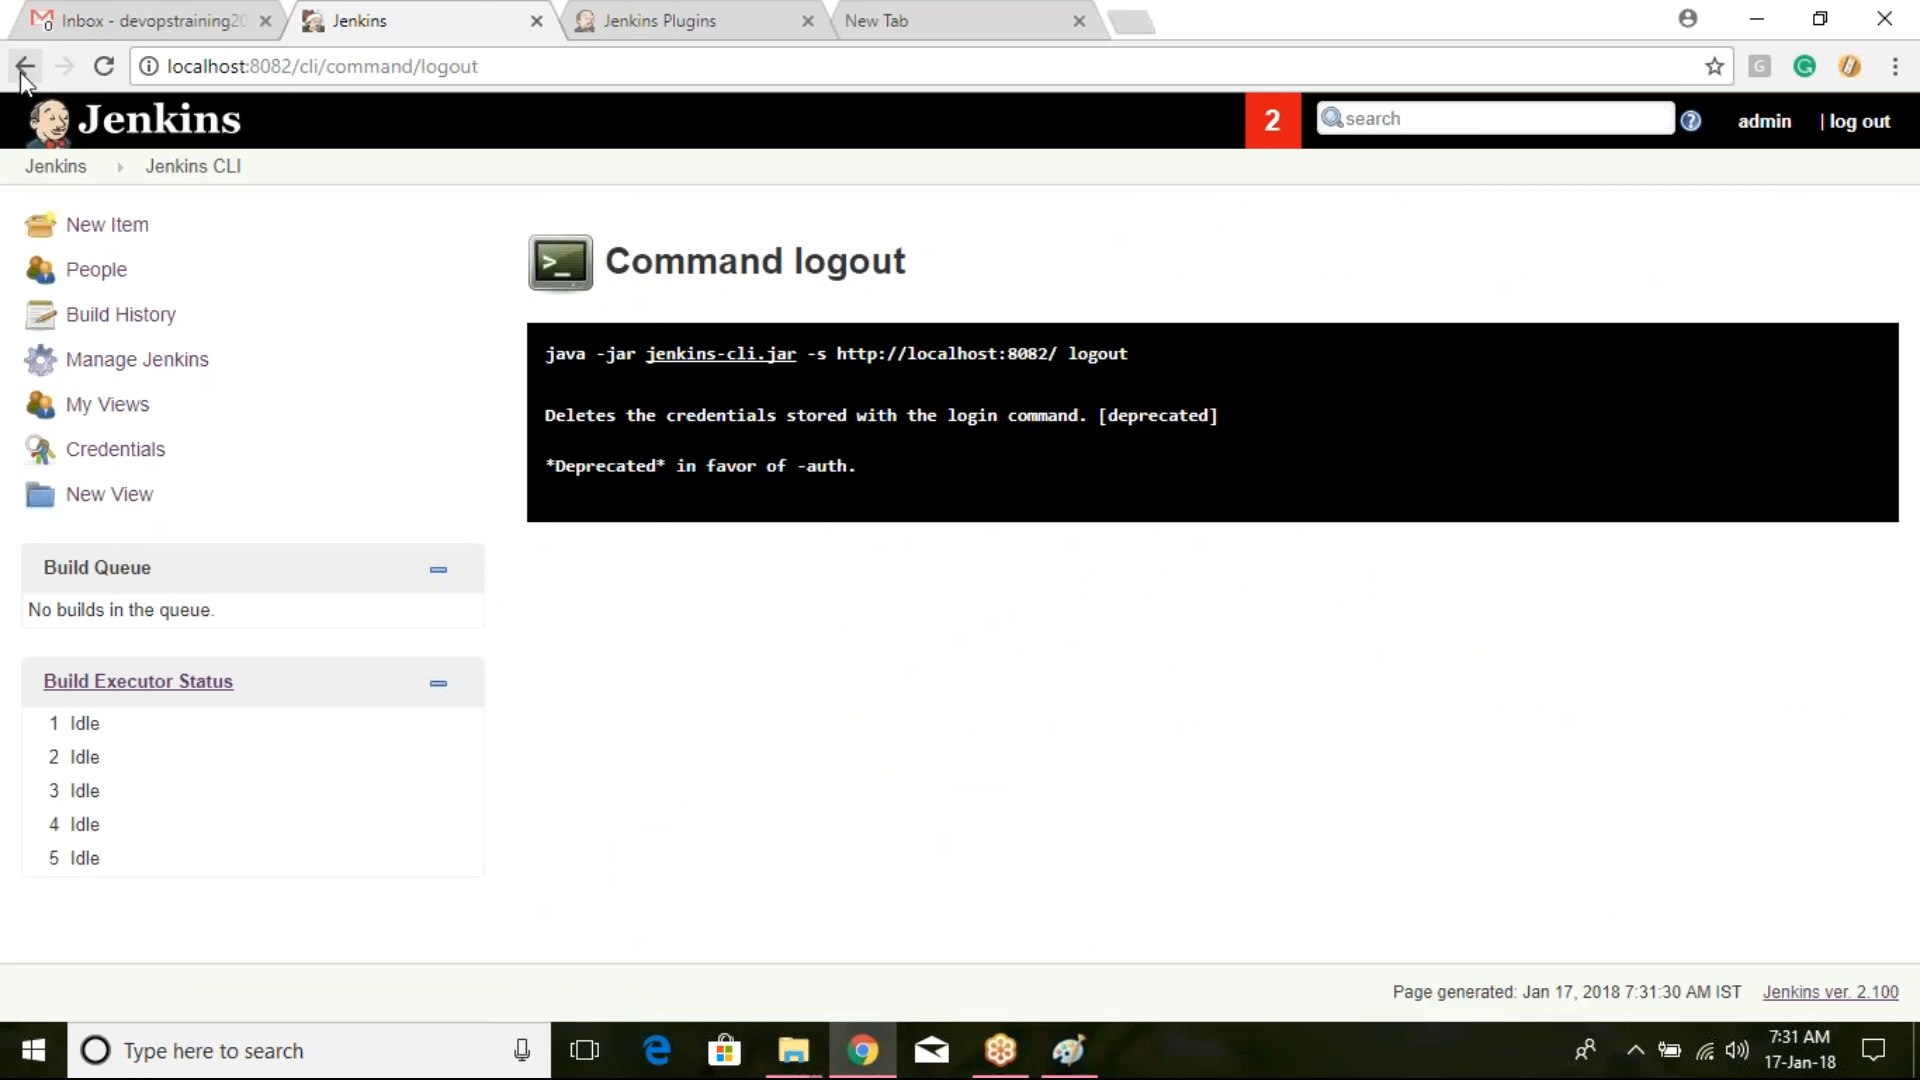 Inbox - devopstraining20
Jenkins
Jenkins Plugins
New Tab
localhost:8082/cli/command/logout
Jenkins
2
search
admin
| log out
Jenkins
Jenkins CLI
New Item
People
Build History
Manage Jenkins
My Views
Credentials
New View
Build Queue
No builds in the queue.
Build Executor Status
1 Idle
2 Idle
3 Idle
4 Idle
5 Idle
Command logout
java -jar jenkins-cli.jar -s http://localhost:8082/ logout
Deletes the credentials stored with the login command. [deprecated]
*Deprecated* in favor of -auth.
Page generated: Jan 17, 2018 7:31:30 AM IST
Jenkins ver. 2.100
Type here to search
7:31 AM
17-Jan-18